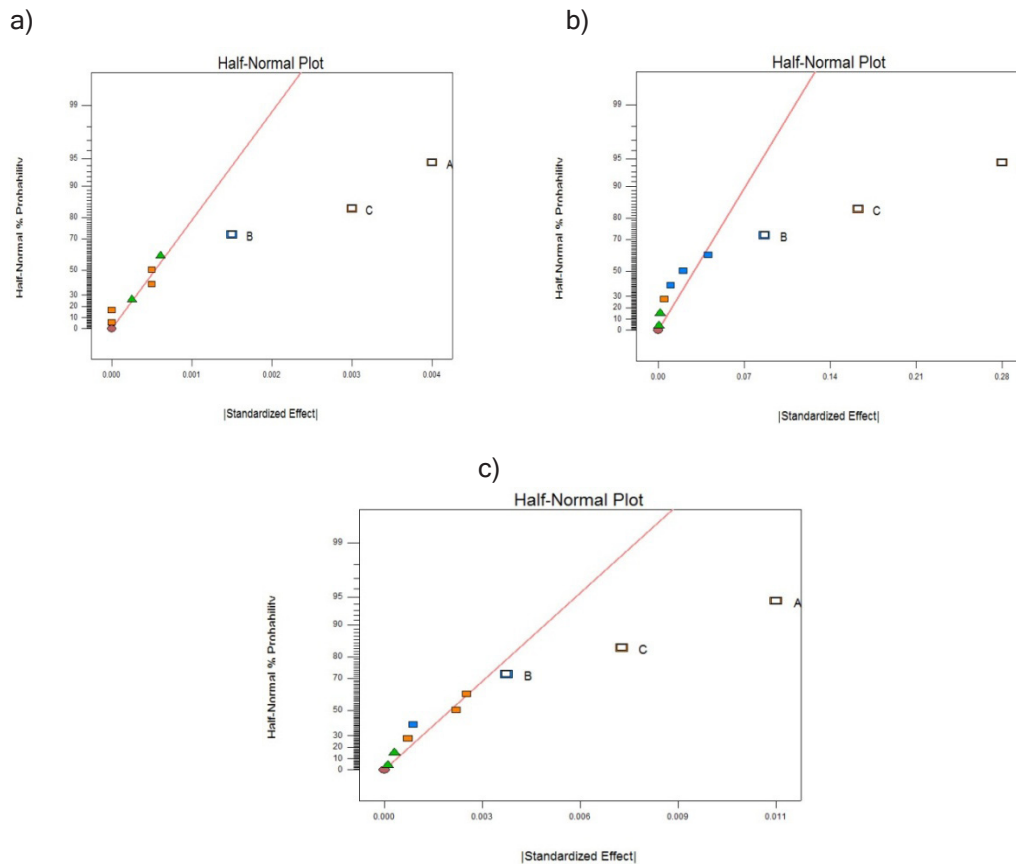 a)
Half-Normal Plot
Half-Normal % Probability
99
95
90
80
70
50
30
20
10
0
A
C
B
0.000 0.001 0.002 0.003 0.004
|Standardized Effect|
b)
Half-Normal Plot
Half-Normal % Probability
99
95
90
80
70
50
30
20
10
0
C
B
0.00 0.07 0.14 0.21 0.28
|Standardized Effect|
c)
Half-Normal Plot
Half-Normal % Probability
99
95
90
80
70
50
30
20
10
0
A
C
B
0.000 0.003 0.006 0.009 0.011
|Standardized Effect|